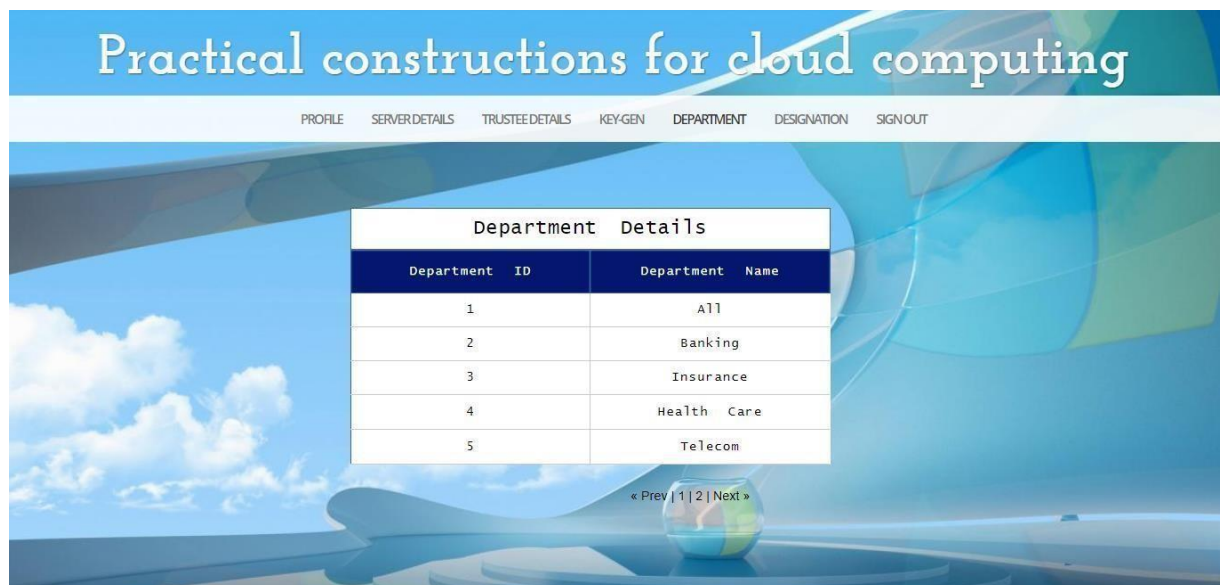 Practical constructions for cloud computing
PROFILE SERVER DETAILS TRUSTEE DETAILS KEY-GEN DEPARTMENT DESIGNATION SIGN OUT
Department Details
Department ID Department Name
1 All
2 Banking
3 Insurance
4 Health Care
5 Telecom
« Prev | 1 | 2 | Next »